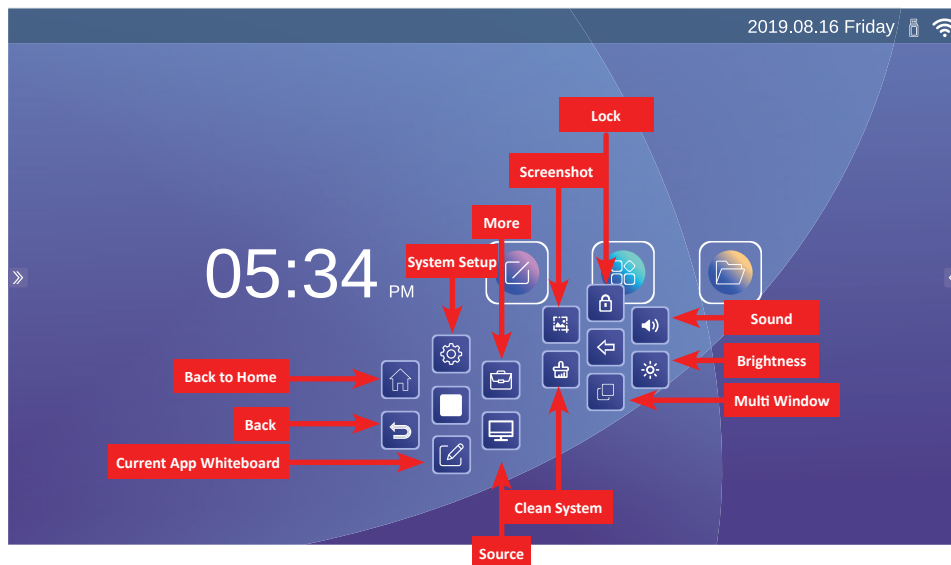 2019.08.16 Friday
Lock
Screenshot
More
System Setup
05:34 PM
Sound
Back to Home
Brightness
Multi Window
Back
Current App Whiteboard
Clean System
Source